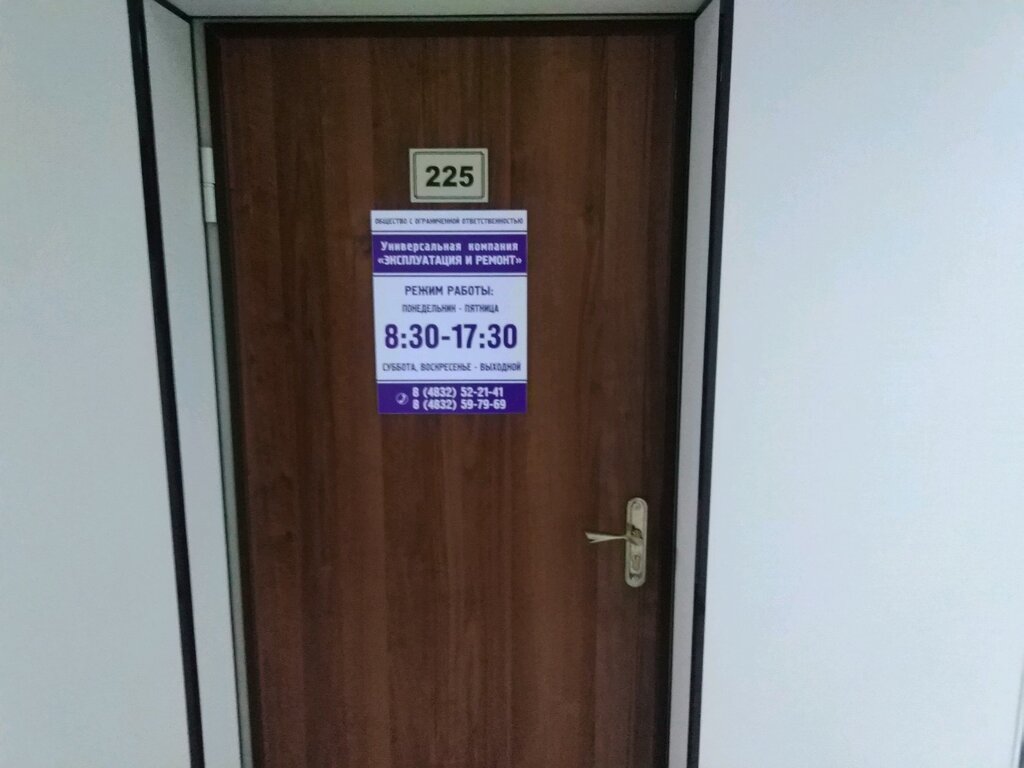 225
ОБЩЕСТВО С ОГРАНИЧЕННОЙ ОТВЕТСТВЕННОСТЬЮ
Универсальная компания
«ЭКСПЛУАТАЦИЯ И РЕМОНТ»
РЕЖИМ РАБОТЫ:
ПОНЕДЕЛЬНИК - ПЯТНИЦА
8:30-17:30
СУББОТА, ВОСКРЕСЕНЬЕ - ВЫХОДНОЙ
8 (4832) 52-21-41
8 (4832) 59-79-69